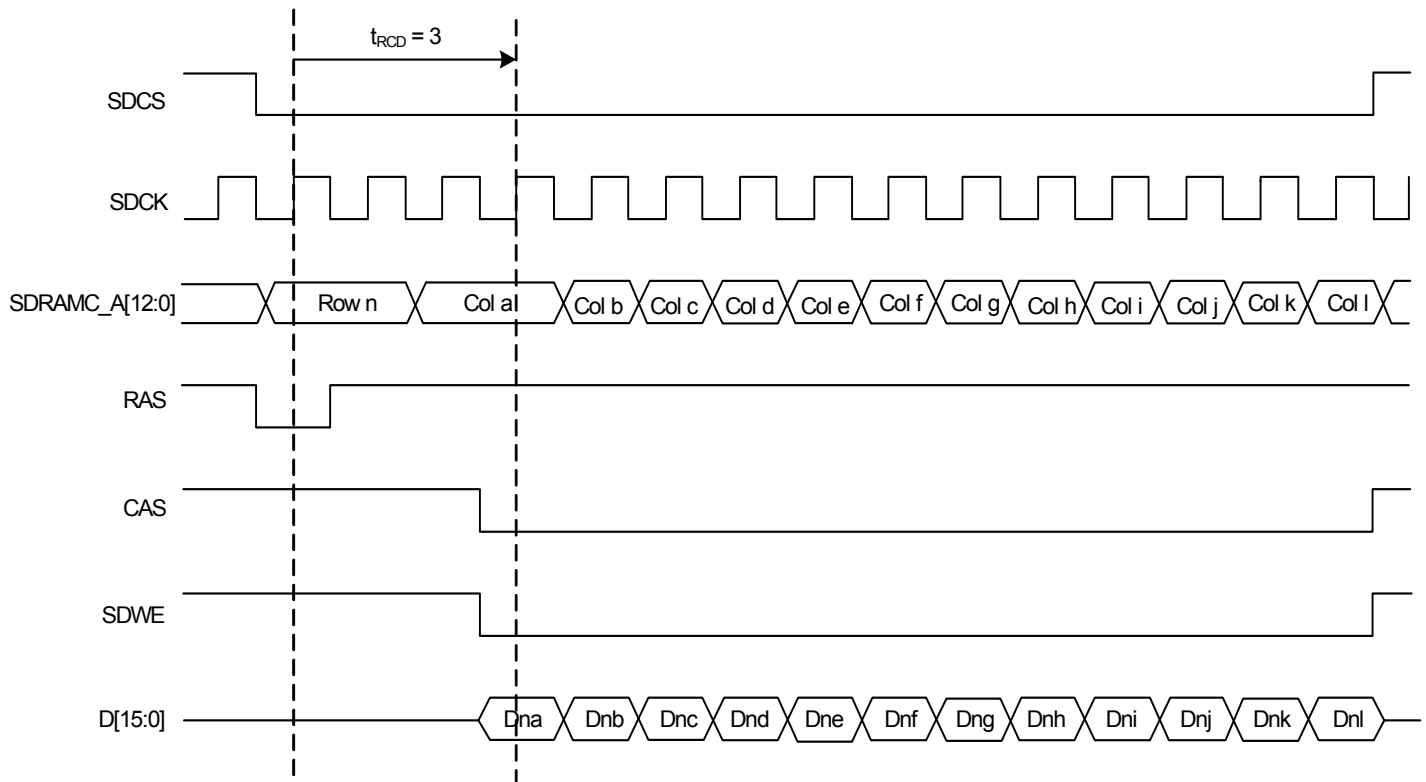 tRCD = 3
SDCS
SDCK
SDRAMC_A[12:0] Row n Col a Col b Col c Col d Col e Col f Col g Col h Col i Col j Col k Col l
RAS
CAS
SDWE
D[15:0] Dna Dnb Dnc Dnd Dne Dnf Dng Dnh Dni Dnj Dnk Dnl